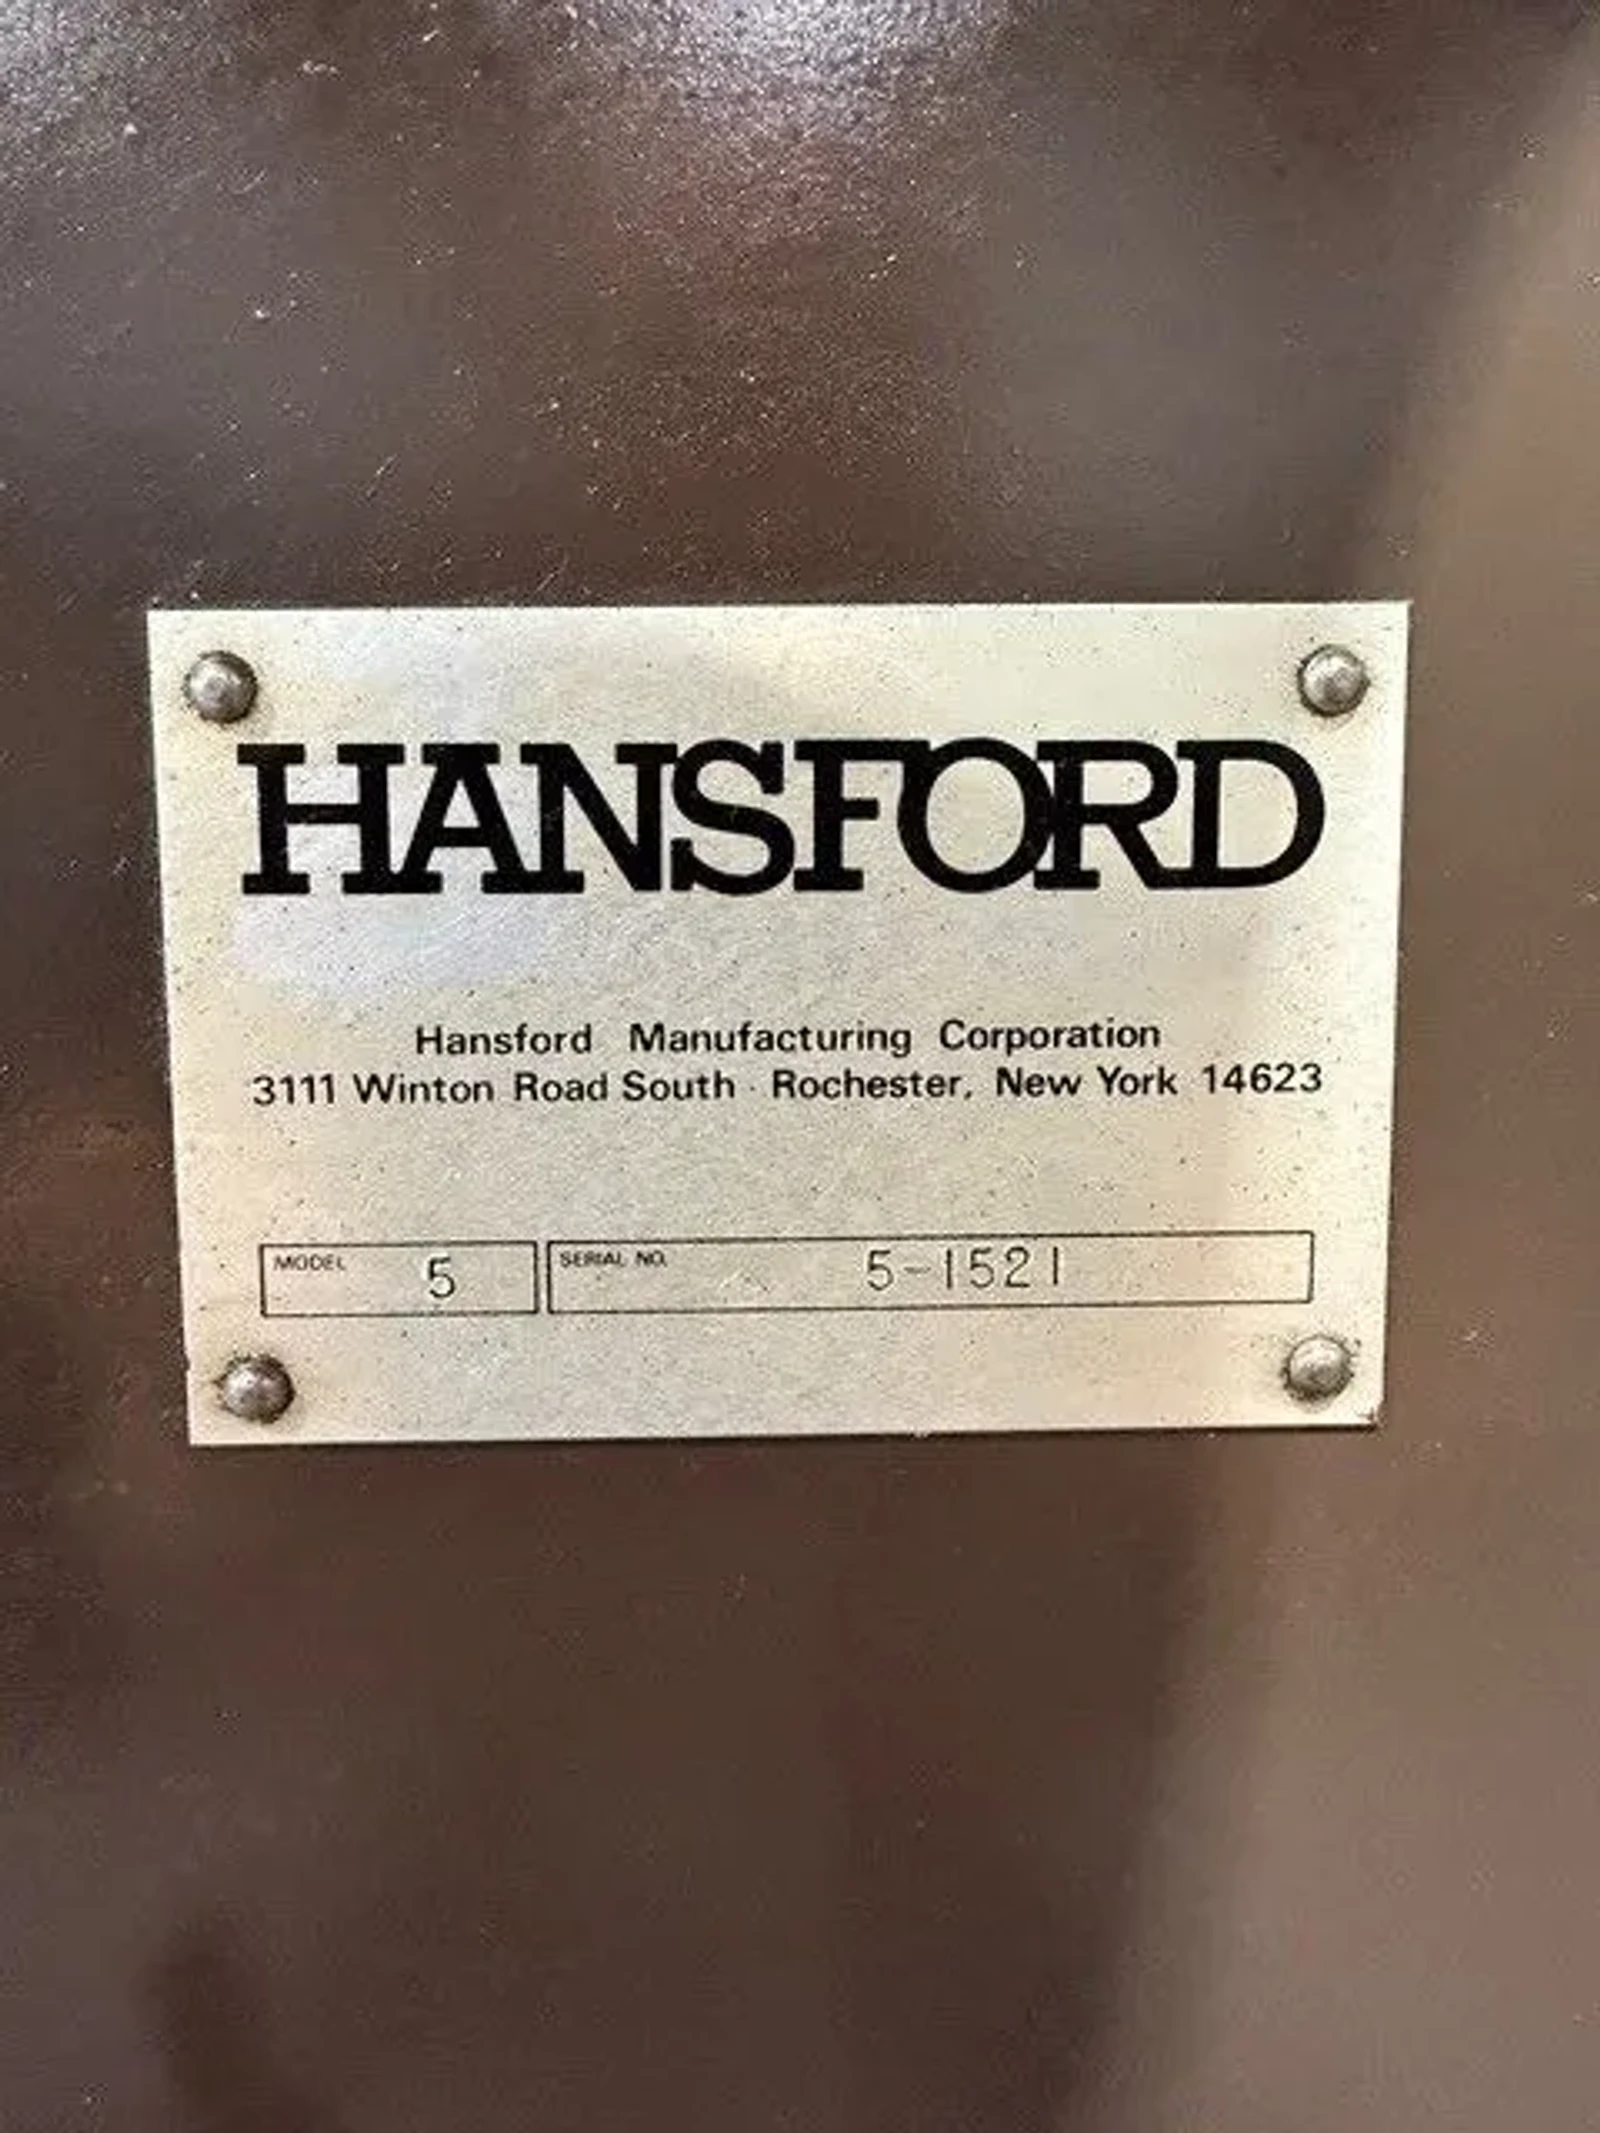 HANSFORD
Hansford Manufacturing Corporation
3111 Winton Road South · Rochester, New York 14623
MODEL 5 SERIAL NO. 5-1521